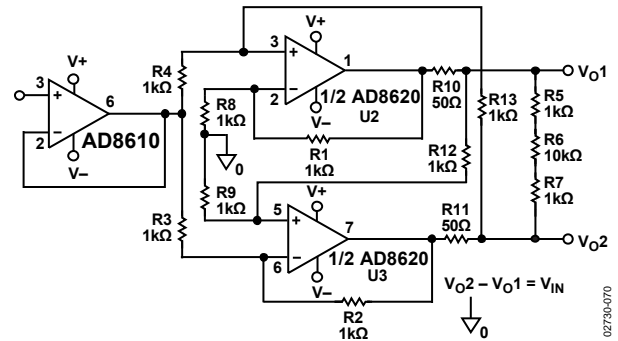 3
V+
6
2
V–
AD8610
R4
1kΩ
R3
1kΩ
3
V+
1
2
V–
1/2 AD8620
U2
R8
1kΩ
0
R9
1kΩ
R1
1kΩ
R10
50Ω
R12
1kΩ
R13
1kΩ
R5
1kΩ
R6
10kΩ
R7
1kΩ
VO1
V+
5
7
6
V–
1/2 AD8620
U3
R2
1kΩ
R11
50Ω
VO2
VO2 – VO1 = VIN
0
02730-070